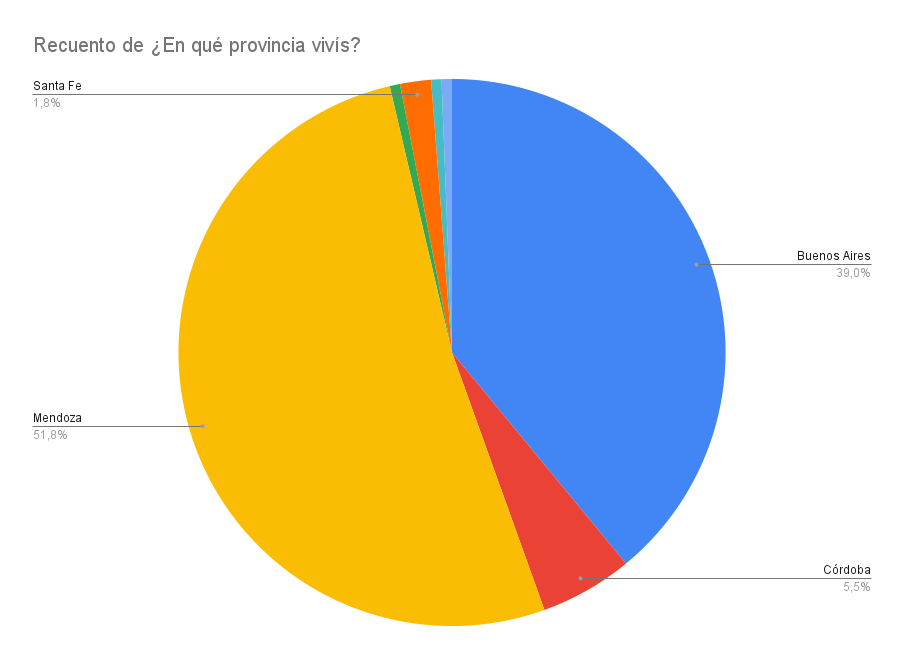 Recuento de ¿En qué provincia vivís?
Santa Fe
1,8%
Buenos Aires
39,0%
Mendoza
51,8%
Córdoba
5,5%